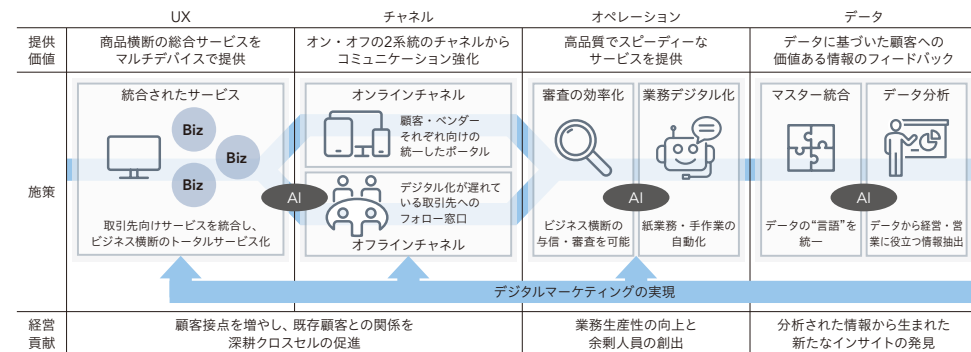 UX
チャネル
オペレーション
データ
提供
価値
商品横断の総合サービスを
マルチデバイスで提供
オン・オフの2系統のチャネルから
コミュニケーション強化
高品質でスピーディーな
サービスを提供
データに基づいた顧客への
価値ある情報のフィードバック
施策
統合されたサービス
Biz
Biz
Biz
取引先向けサービスを統合し、
ビジネス横断のトータルサービス化
AI
オンラインチャネル
顧客・ベンダー
それぞれ向けの
統一したポータル
デジタル化が遅れて
いる取引先への
フォロー窓口
オフラインチャネル
審査の効率化
ビジネス横断の
与信・審査を可能
AI
業務デジタル化
紙業務・手作業の
自動化
マスター統合
データの“言語”を
統一
AI
データ分析
データから経営・営
業に役立つ情報抽出
デジタルマーケティングの実現
経営
貢献
顧客接点を増やし、既存顧客との関係を
深耕クロスセルの促進
業務生産性の向上と
余剰人員の創出
分析された情報から生まれた
新たなインサイトの発見